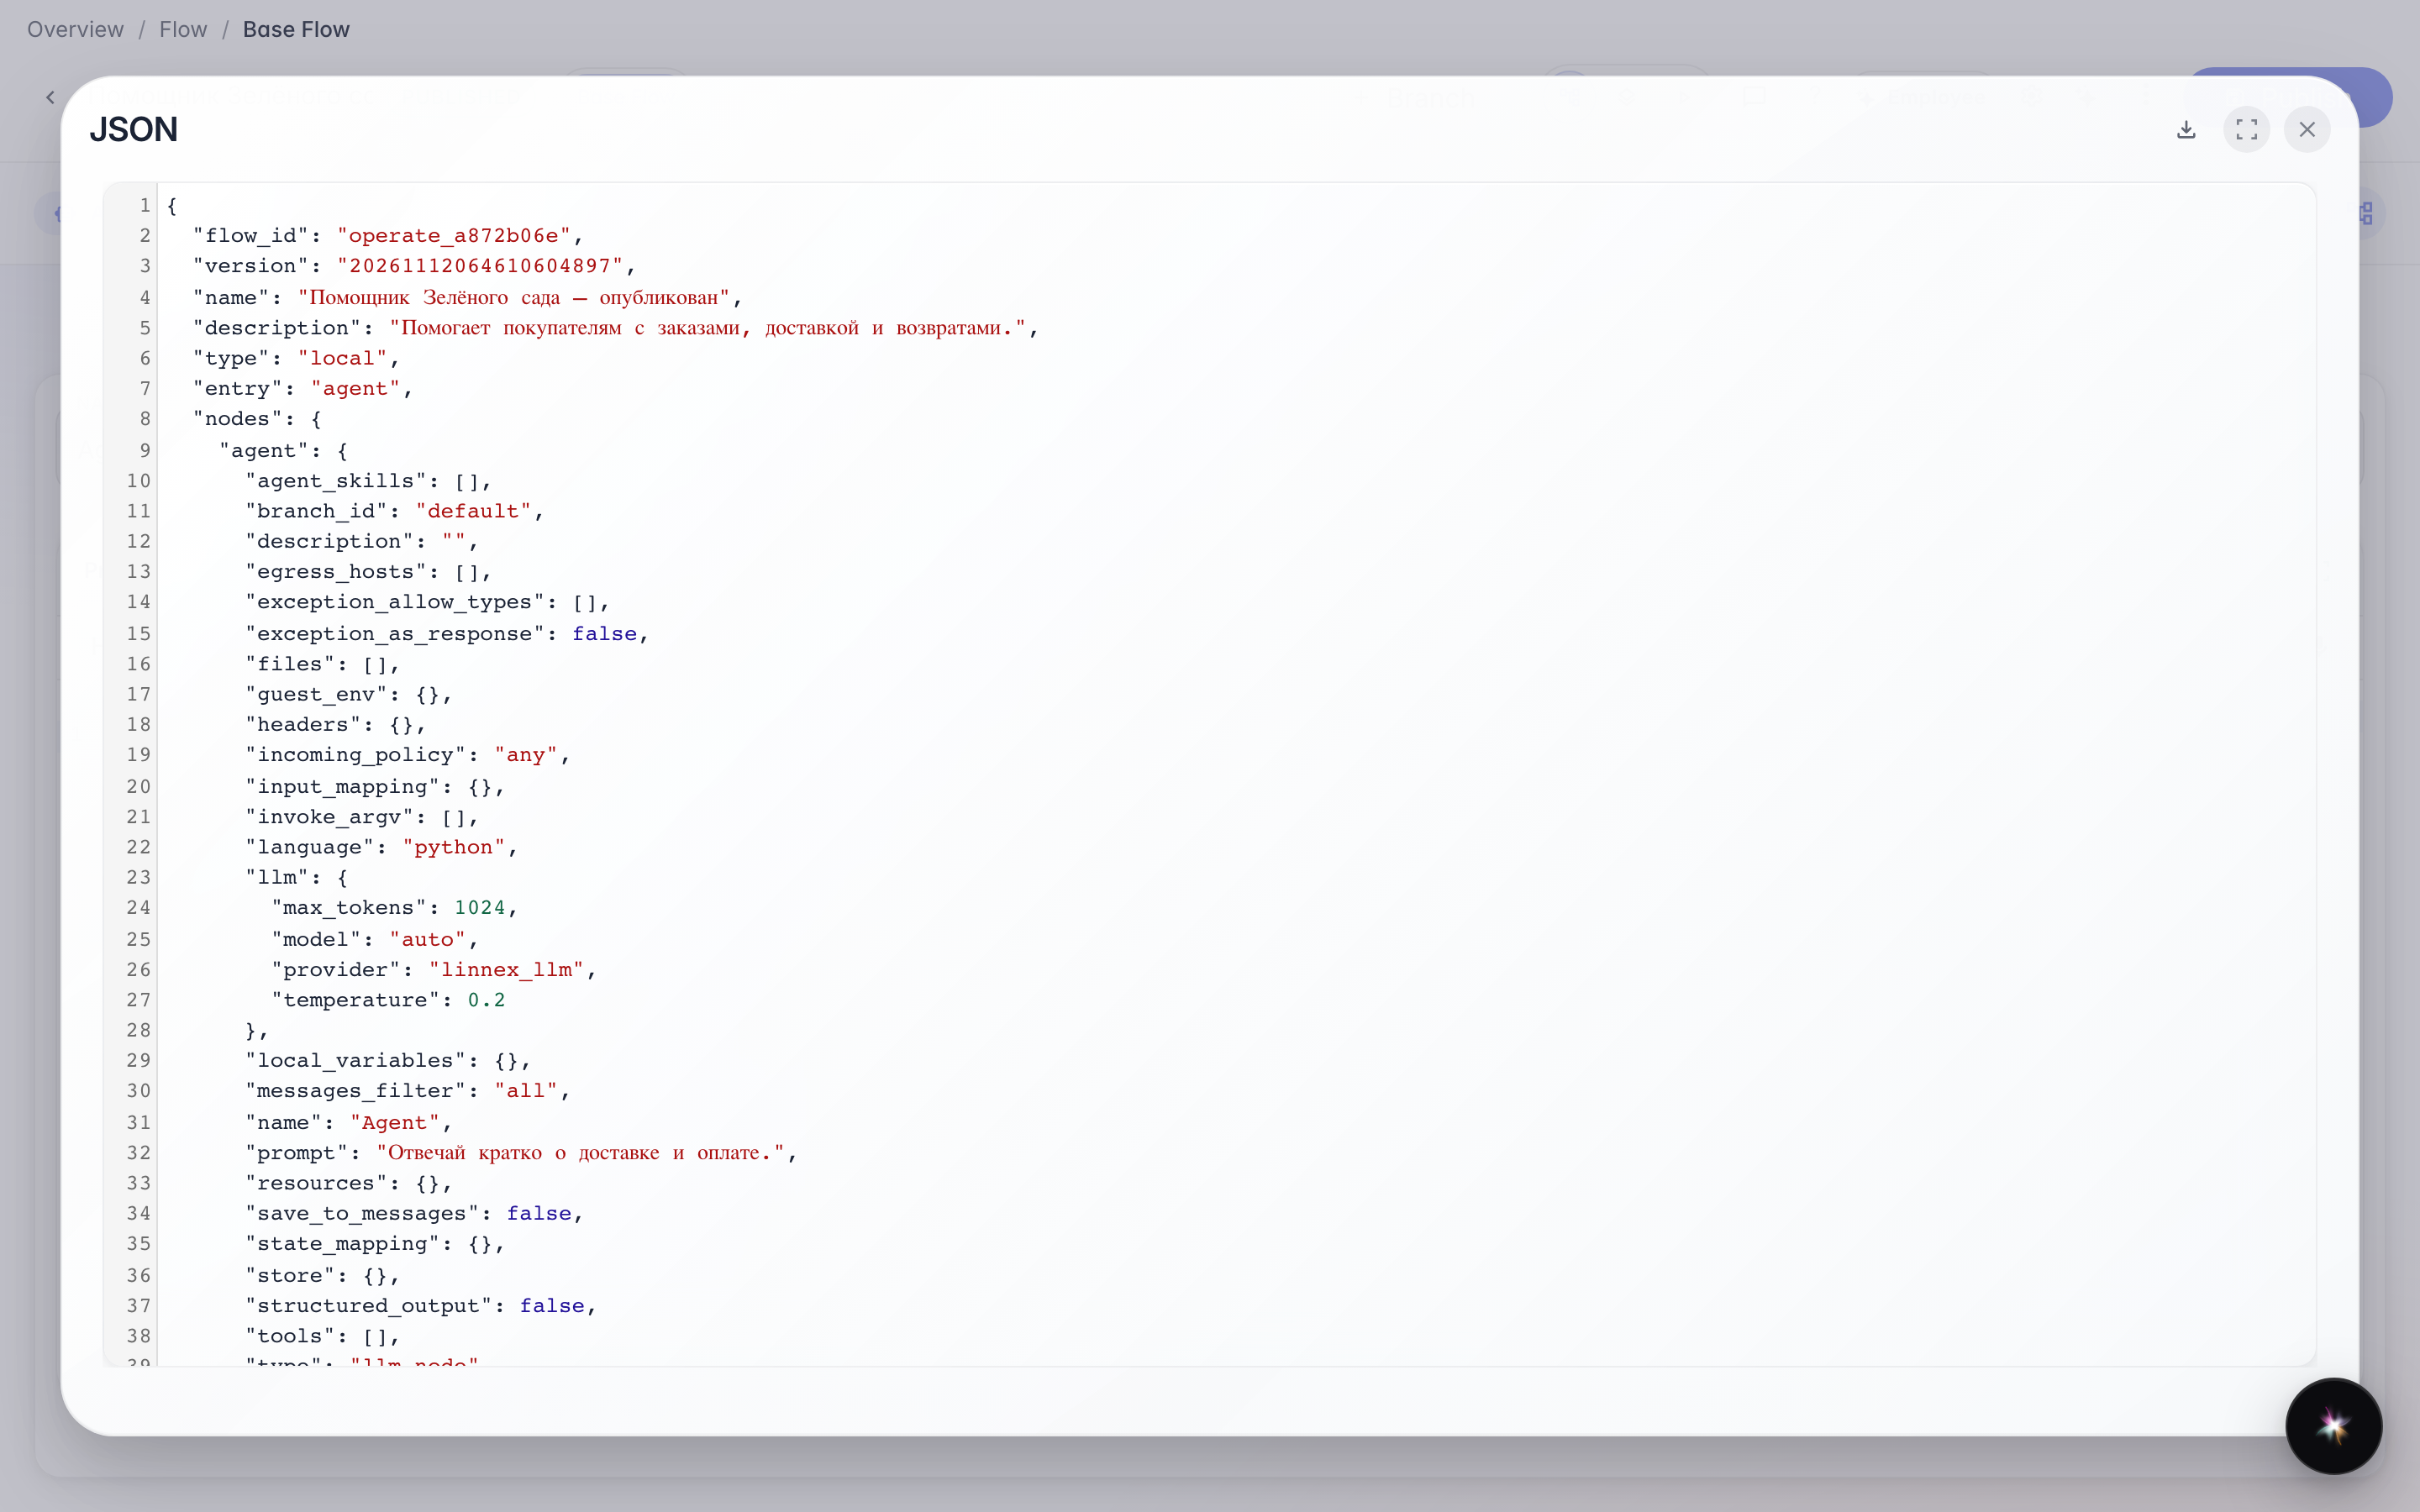 Overview / Flow / Base Flow
JSON
1 {
2 "flow_id": "operate_a872b06e",
3 "version": "20261112064610604897",
4 "name": "Помощник Зелёного сада — опубликован",
5 "description": "Помогает покупателям с заказами, доставкой и возвратами.",
6 "type": "local",
7 "entry": "agent",
8 "nodes": {
9 "agent": {
10 "agent_skills": [],
11 "branch_id": "default",
12 "description": "",
13 "egress_hosts": [],
14 "exception_allow_types": [],
15 "exception_as_response": false,
16 "files": [],
17 "guest_env": {},
18 "headers": {},
19 "incoming_policy": "any",
20 "input_mapping": {},
21 "invoke_argv": [],
22 "language": "python",
23 "llm": {
24 "max_tokens": 1024,
25 "model": "auto",
26 "provider": "linnex_llm",
27 "temperature": 0.2
28 },
29 "local_variables": {},
30 "messages_filter": "all",
31 "name": "Agent",
32 "prompt": "Отвечай кратко о доставке и оплате.",
33 "resources": {},
34 "save_to_messages": false,
35 "state_mapping": {},
36 "store": {},
37 "structured_output": false,
38 "tools": [],
39 "type": "llm_node"